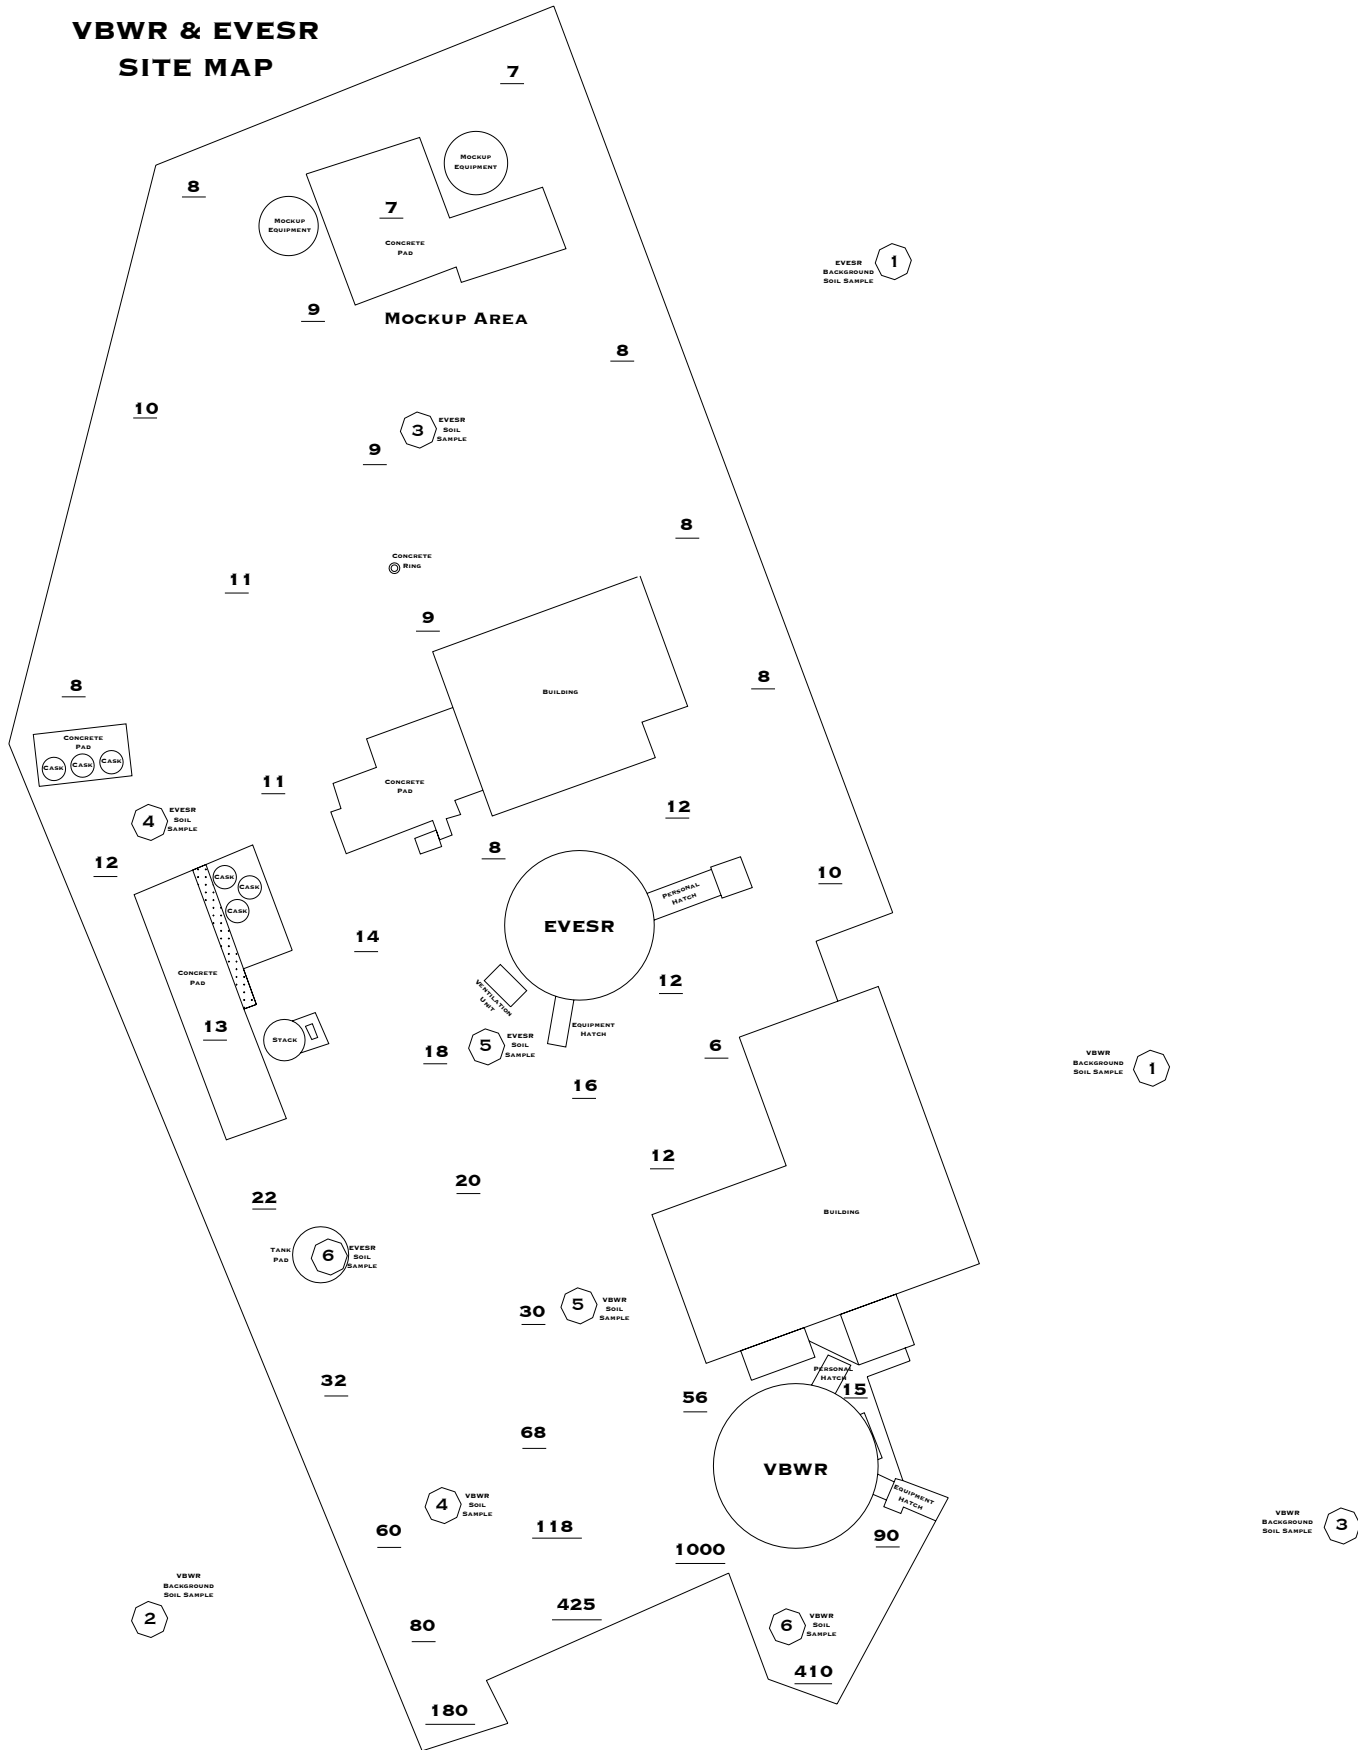 VBWR & EVESR
SITE MAP
7
Mockup
Equipment
8
7
Mockup
Equipment
Concrete
Pad
EVESR
Background
Soil Sample
1
9
Mockup Area
8
10
3
EVESR
Soil
Sample
9
8
Concrete
Ring
11
9
8
8
Building
Concrete
Pad
Cask
Cask
Cask
11
Concrete
Pad
12
4
EVESR
Soil
Sample
8
12
10
Cask
Cask
Cask
Personal
Hatch
EVESR
14
Concrete
Pad
12
Ventilation
Unit
13
Stack
Equipment
Hatch
18
5
EVESR
Soil
Sample
6
VBWR
Background
Soil Sample
1
16
12
20
22
Building
Tank
Pad
6
EVESR
Soil
Sample
30
5
VBWR
Soil
Sample
32
Personal
Hatch
15
56
68
VBWR
Equipment
Hatch
4
VBWR
Soil
Sample
60
118
90
VBWR
Background
Soil Sample
3
1000
VBWR
Background
Soil Sample
2
425
80
6
VBWR
Soil
Sample
410
180